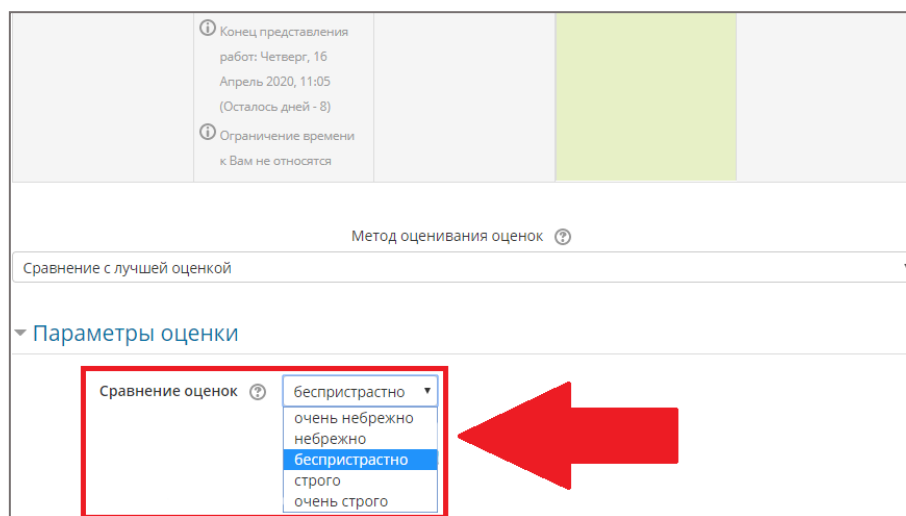 Конец представления
работ: Четверг, 16
Апрель 2020, 11:05
(Осталось дней - 8)
Ограничение времени
к Вам не относятся
Метод оценивания оценок
Сравнение с лучшей оценкой
Параметры оценки
Сравнение оценок беспристрастно
очень небрежно
небрежно
беспристрастно
строго
очень строго